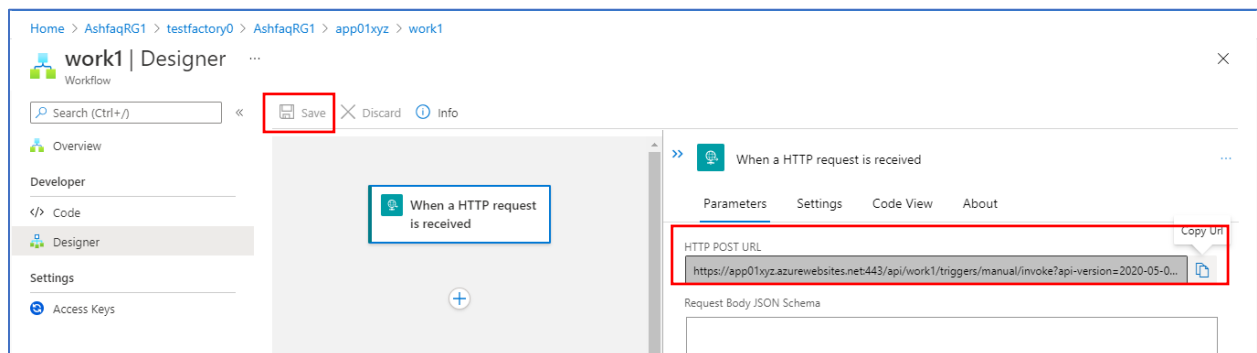 Home > AshfaqRG1 > testfactory0 > AshfaqRG1 > app01xyz > work1
work1 | Designer ...
Workflow
Search (Ctrl+/)
«
Save
Discard
Info
Overview
Developer
</> Code
Designer
Settings
Access Keys
When a HTTP request
is received
»
When a HTTP request is received
...
Parameters Settings Code View About
Copy Url
HTTP POST URL
https://app01xyz.azurewebsites.net:443/api/work1/triggers/manual/invoke?api-version=2020-05-0...
Request Body JSON Schema